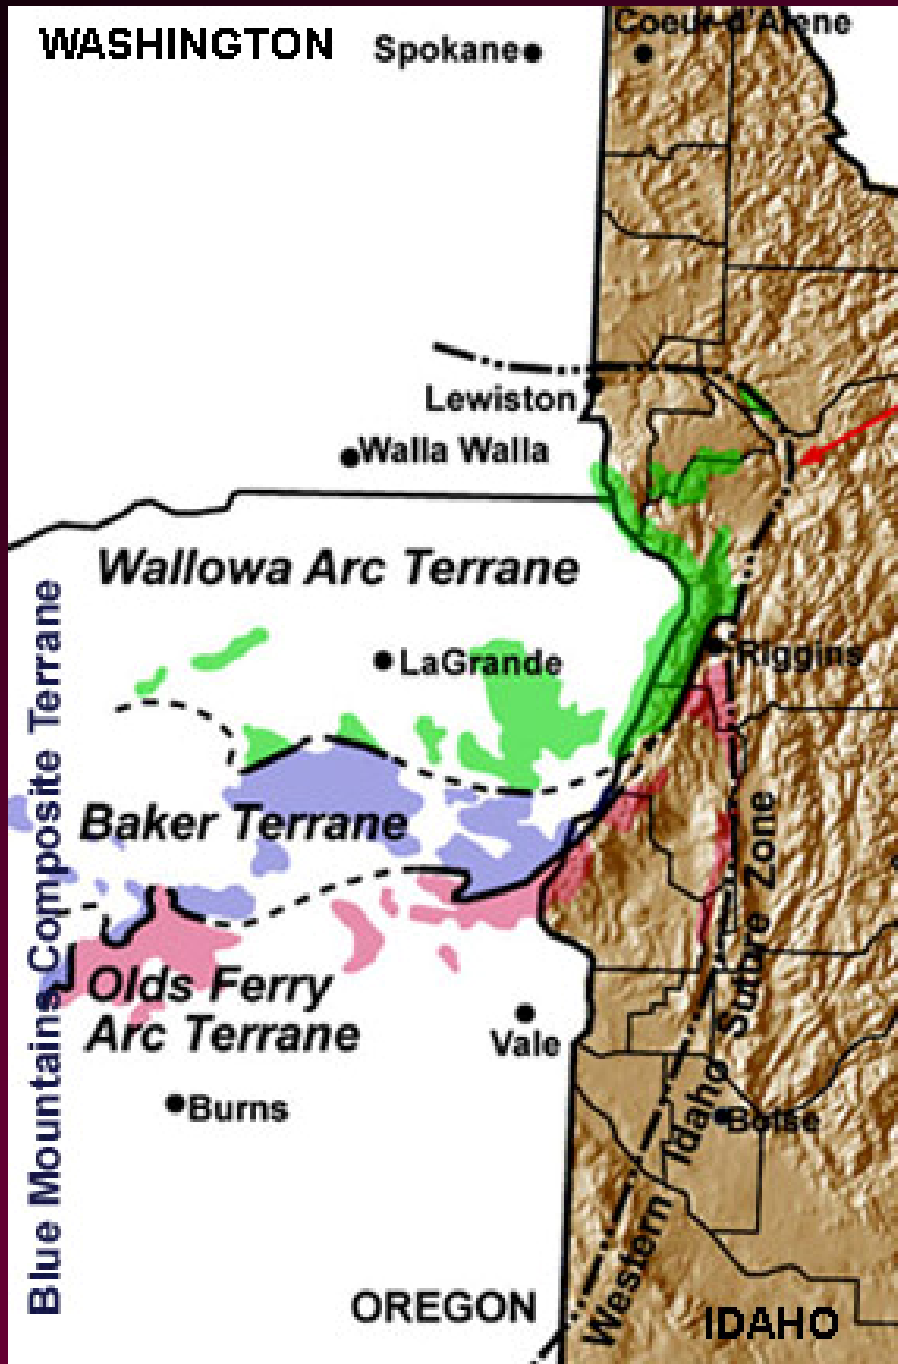 Coeur d'Alene
WASHINGTON
Spokane
Lewiston
Walla Walla
Wallowa Arc Terrane
LaGrande
Riggins
Baker Terrane
Olds Ferry
Arc Terrane
Vale
Burns
Boise
Blue Mountains Composite Terrane
Western Idaho Suture Zone
OREGON
IDAHO